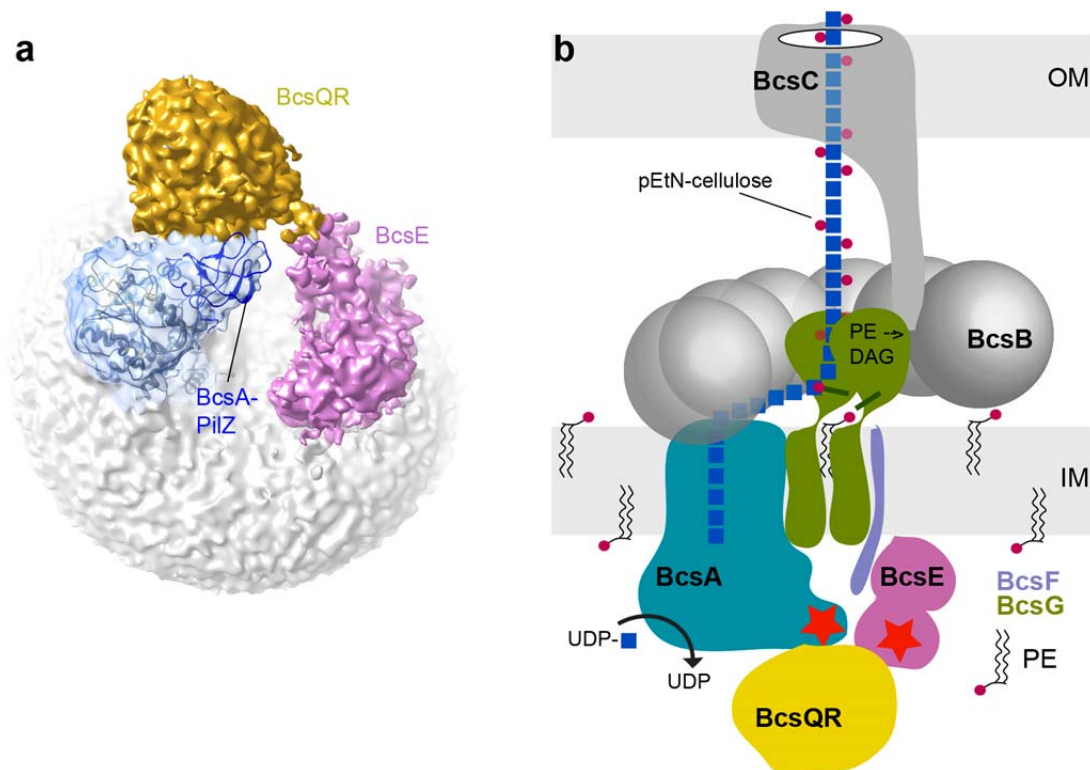 a
BcsQR
BcsE
BcsA-
PilZ
b
BcsC
OM
pEtN-cellulose
PE ->
DAG
BcsB
IM
BcsA
BcsE
BcsF
BcsG
UDP-
UDP
PE
BcsQR